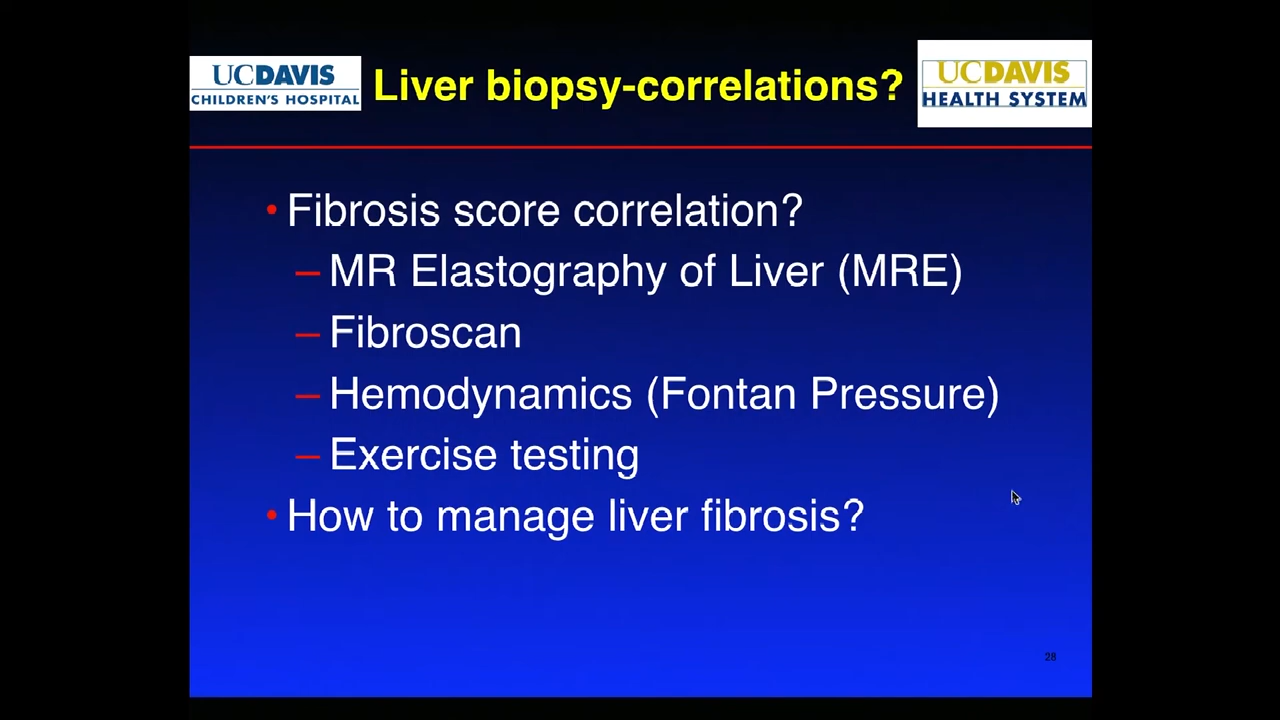 UCDAVIS
CHILDREN'S HOSPITAL
Liver biopsy-correlations?
UCDAVIS
HEALTH SYSTEM
• Fibrosis score correlation?
– MR Elastography of Liver (MRE)
– Fibroscan
– Hemodynamics (Fontan Pressure)
– Exercise testing
• How to manage liver fibrosis?
28